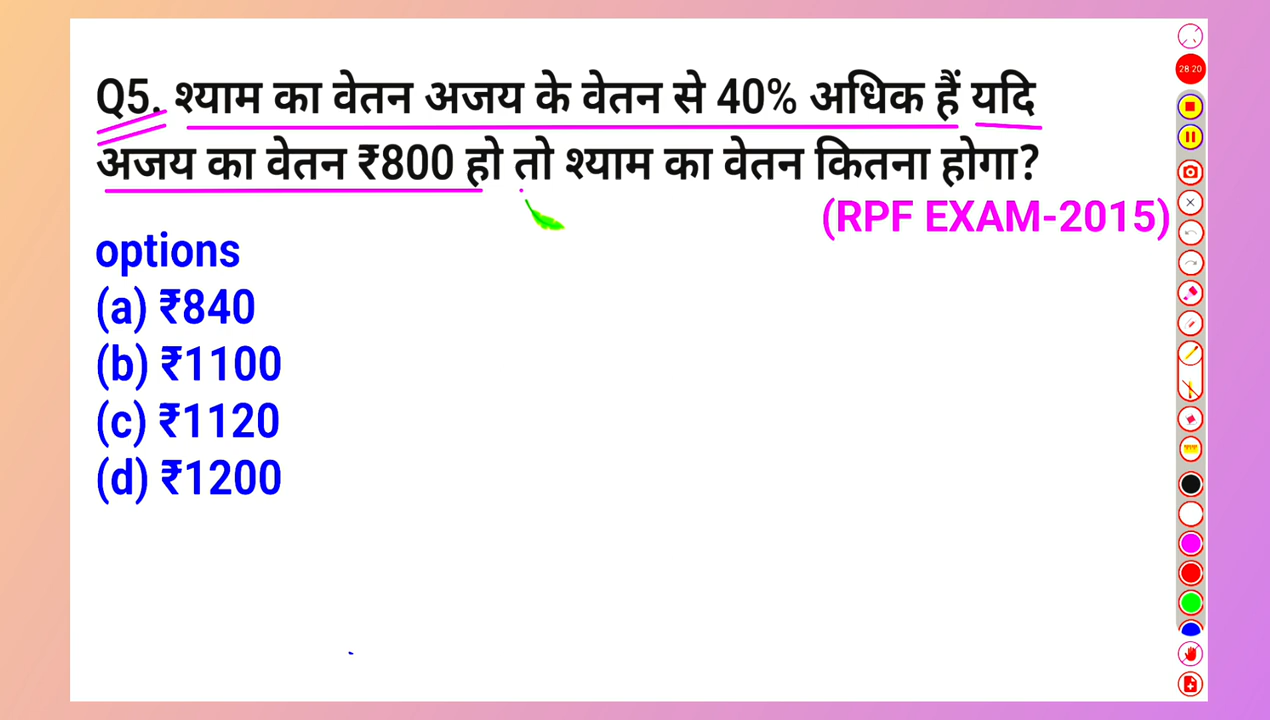 Q5. श्याम का वेतन अजय के वेतन से 40% अधिक हैं यदि
अजय का वेतन ₹800 हो तो श्याम का वेतन कितना होगा?
(RPF EXAM-2015)
options
(a) ₹840
(b) ₹1100
(c) ₹1120
(d) ₹1200
28:20